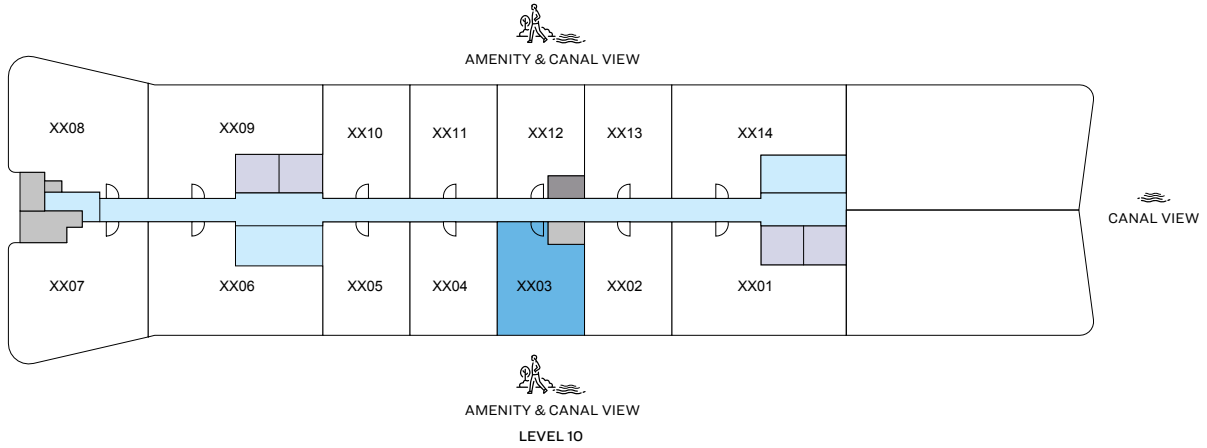 AMENITY & CANAL VIEW
XX08
XX09
XX10
XX11
XX12
XX13
XX14
CANAL VIEW
XX07
XX06
XX05
XX04
XX03
XX02
XX01
AMENITY & CANAL VIEW
LEVEL 10